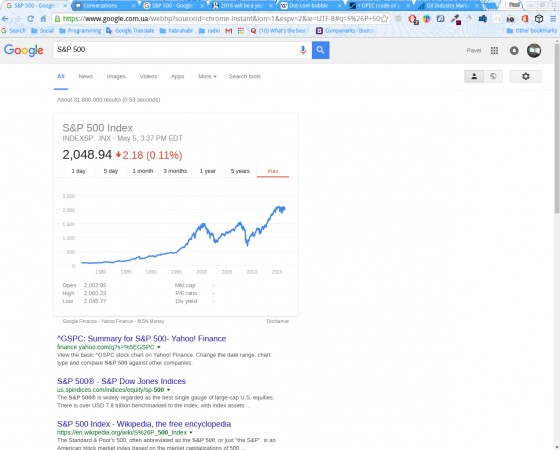 S&P 500 - Google
Conversations
S&P 500 - Google
2016 will be a yea
Dot-com bubble
OPEC crude oil p
Oil Industry Mar
https://www.google.com.ua/webhp?sourceid=chrome-instant&ion=1&espv=2&ie=UTF-8#q=S%26P+50
Search
Social
Programming
Google Translate
habrahabr
radio
(10) What's the best
Components · Boots
Other bookmarks
Google
S&P 500
Pavel
All News Images Videos Apps More Search tools
About 31,800,000 results (0.53 seconds)
S&P 500 Index
INDEXSP: .INX - May 5, 3:37 PM EDT
2,048.94 2.18 (0.11%)
1 day 5 day 1 month 3 months 1 year 5 years max
2 500
2 000
1 500
1 000
500
0
1980 1985 1990 1995 2000 2005 2010 2015
Open 2,052.95 Mkt cap -
High 2,060.23 P/E ratio -
Low 2,045.77 Div yield -
Google Finance - Yahoo Finance - MSN Money Disclaimer
^GSPC: Summary for S&P 500- Yahoo! Finance
finance.yahoo.com/q?s=%5EGSPC
View the basic ^GSPC stock chart on Yahoo! Finance. Change the date range, chart
type and compare S&P 500 against other companies.
S&P 500® - S&P Dow Jones Indices
us.spindices.com/indices/equity/sp-500
The S&P 500® is widely regarded as the best single gauge of large-cap U.S. equities.
There is over USD 7.8 trillion benchmarked to the index, with index assets ...
S&P 500 Index - Wikipedia, the free encyclopedia
https://en.wikipedia.org/wiki/S%26P_500_Index
The Standard & Poor's 500, often abbreviated as the S&P 500, or just "the S&P", is an
American stock market index based on the market capitalizations of 500 ...